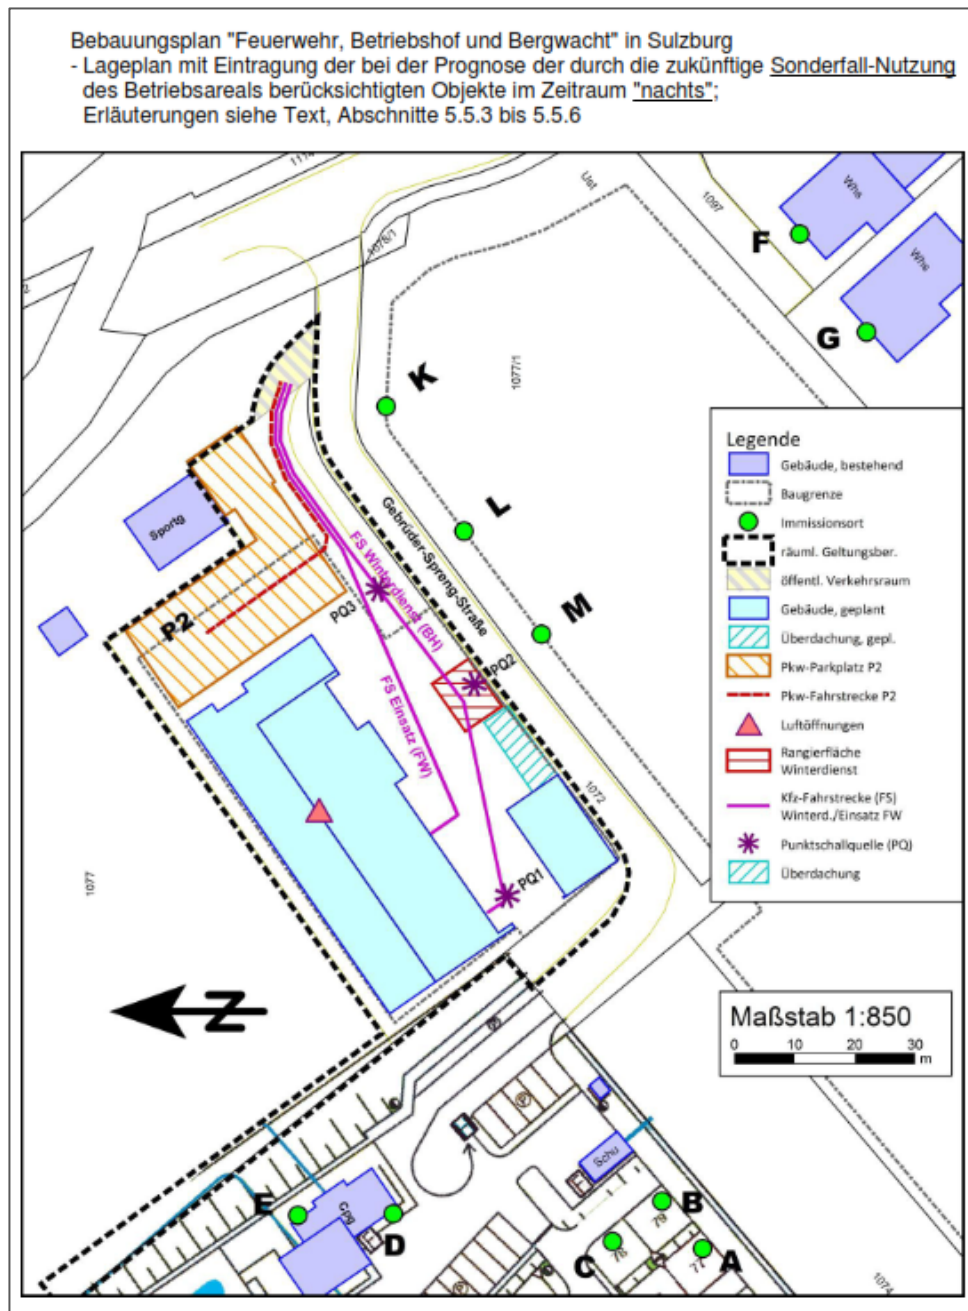 Bebauungsplan "Feuerwehr, Betriebshof und Bergwacht" in Sulzburg
- Lageplan mit Eintragung der bei der Prognose der durch die zukünftige Sonderfall-Nutzung
des Betriebsareals berücksichtigten Objekte im Zeitraum "nachts";
Erläuterungen siehe Text, Abschnitte 5.5.3 bis 5.5.6
Ust
1097
Whs
F
Whs
G
1078/1
1077/1
K
L
M
Gebrüder-Spreng-Straße
FS Winterdienst (BH)
FS Einsatz (FW)
Sportg
P2
PQ3
PQ2
PQ1
1072
1077
N
Legende
Gebäude, bestehend
Baugrenze
Immissionsort
räuml. Geltungsber.
öffentl. Verkehrsraum
Gebäude, geplant
Überdachung, gepl.
Pkw-Parkplatz P2
Pkw-Fahrstrecke P2
Luftöffnungen
Rangierfläche
Winterdienst
Kfz-Fahrstrecke (FS)
Winterd./Einsatz FW
Punktschallquelle (PQ)
Überdachung
Maßstab 1:850
0 10 20 30
m
P
P
Schu
E
Cpg
D
B
79
C
A
77
1074